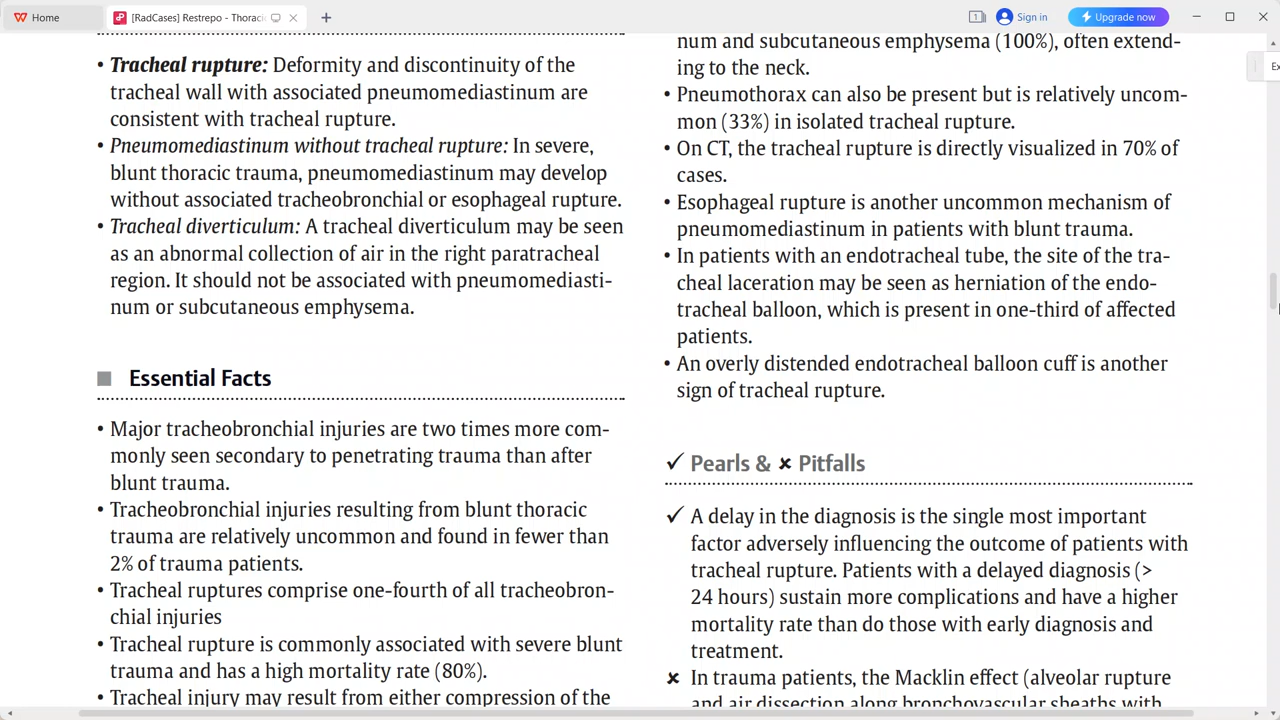 Home
[RadCases] Restrepo - Thoraci
Sign in
Upgrade now
Ex
• Tracheal rupture: Deformity and discontinuity of the
tracheal wall with associated pneumomediastinum are
consistent with tracheal rupture.
• Pneumomediastinum without tracheal rupture: In severe,
blunt thoracic trauma, pneumomediastinum may develop
without associated tracheobronchial or esophageal rupture.
• Tracheal diverticulum: A tracheal diverticulum may be seen
as an abnormal collection of air in the right paratracheal
region. It should not be associated with pneumomediasti-
num or subcutaneous emphysema.
Essential Facts
• Major tracheobronchial injuries are two times more com-
monly seen secondary to penetrating trauma than after
blunt trauma.
• Tracheobronchial injuries resulting from blunt thoracic
trauma are relatively uncommon and found in fewer than
2% of trauma patients.
• Tracheal ruptures comprise one-fourth of all tracheobron-
chial injuries
• Tracheal rupture is commonly associated with severe blunt
trauma and has a high mortality rate (80%).
• Tracheal injury may result from either compression of the
num and subcutaneous emphysema (100%), often extend-
ing to the neck.
• Pneumothorax can also be present but is relatively uncom-
mon (33%) in isolated tracheal rupture.
• On CT, the tracheal rupture is directly visualized in 70% of
cases.
• Esophageal rupture is another uncommon mechanism of
pneumomediastinum in patients with blunt trauma.
• In patients with an endotracheal tube, the site of the tra-
cheal laceration may be seen as herniation of the endo-
tracheal balloon, which is present in one-third of affected
patients.
• An overly distended endotracheal balloon cuff is another
sign of tracheal rupture.
✓ Pearls & ✘ Pitfalls
✓ A delay in the diagnosis is the single most important
factor adversely influencing the outcome of patients with
tracheal rupture. Patients with a delayed diagnosis (>
24 hours) sustain more complications and have a higher
mortality rate than do those with early diagnosis and
treatment.
✘ In trauma patients, the Macklin effect (alveolar rupture
and air dissection along bronchovascular sheaths with